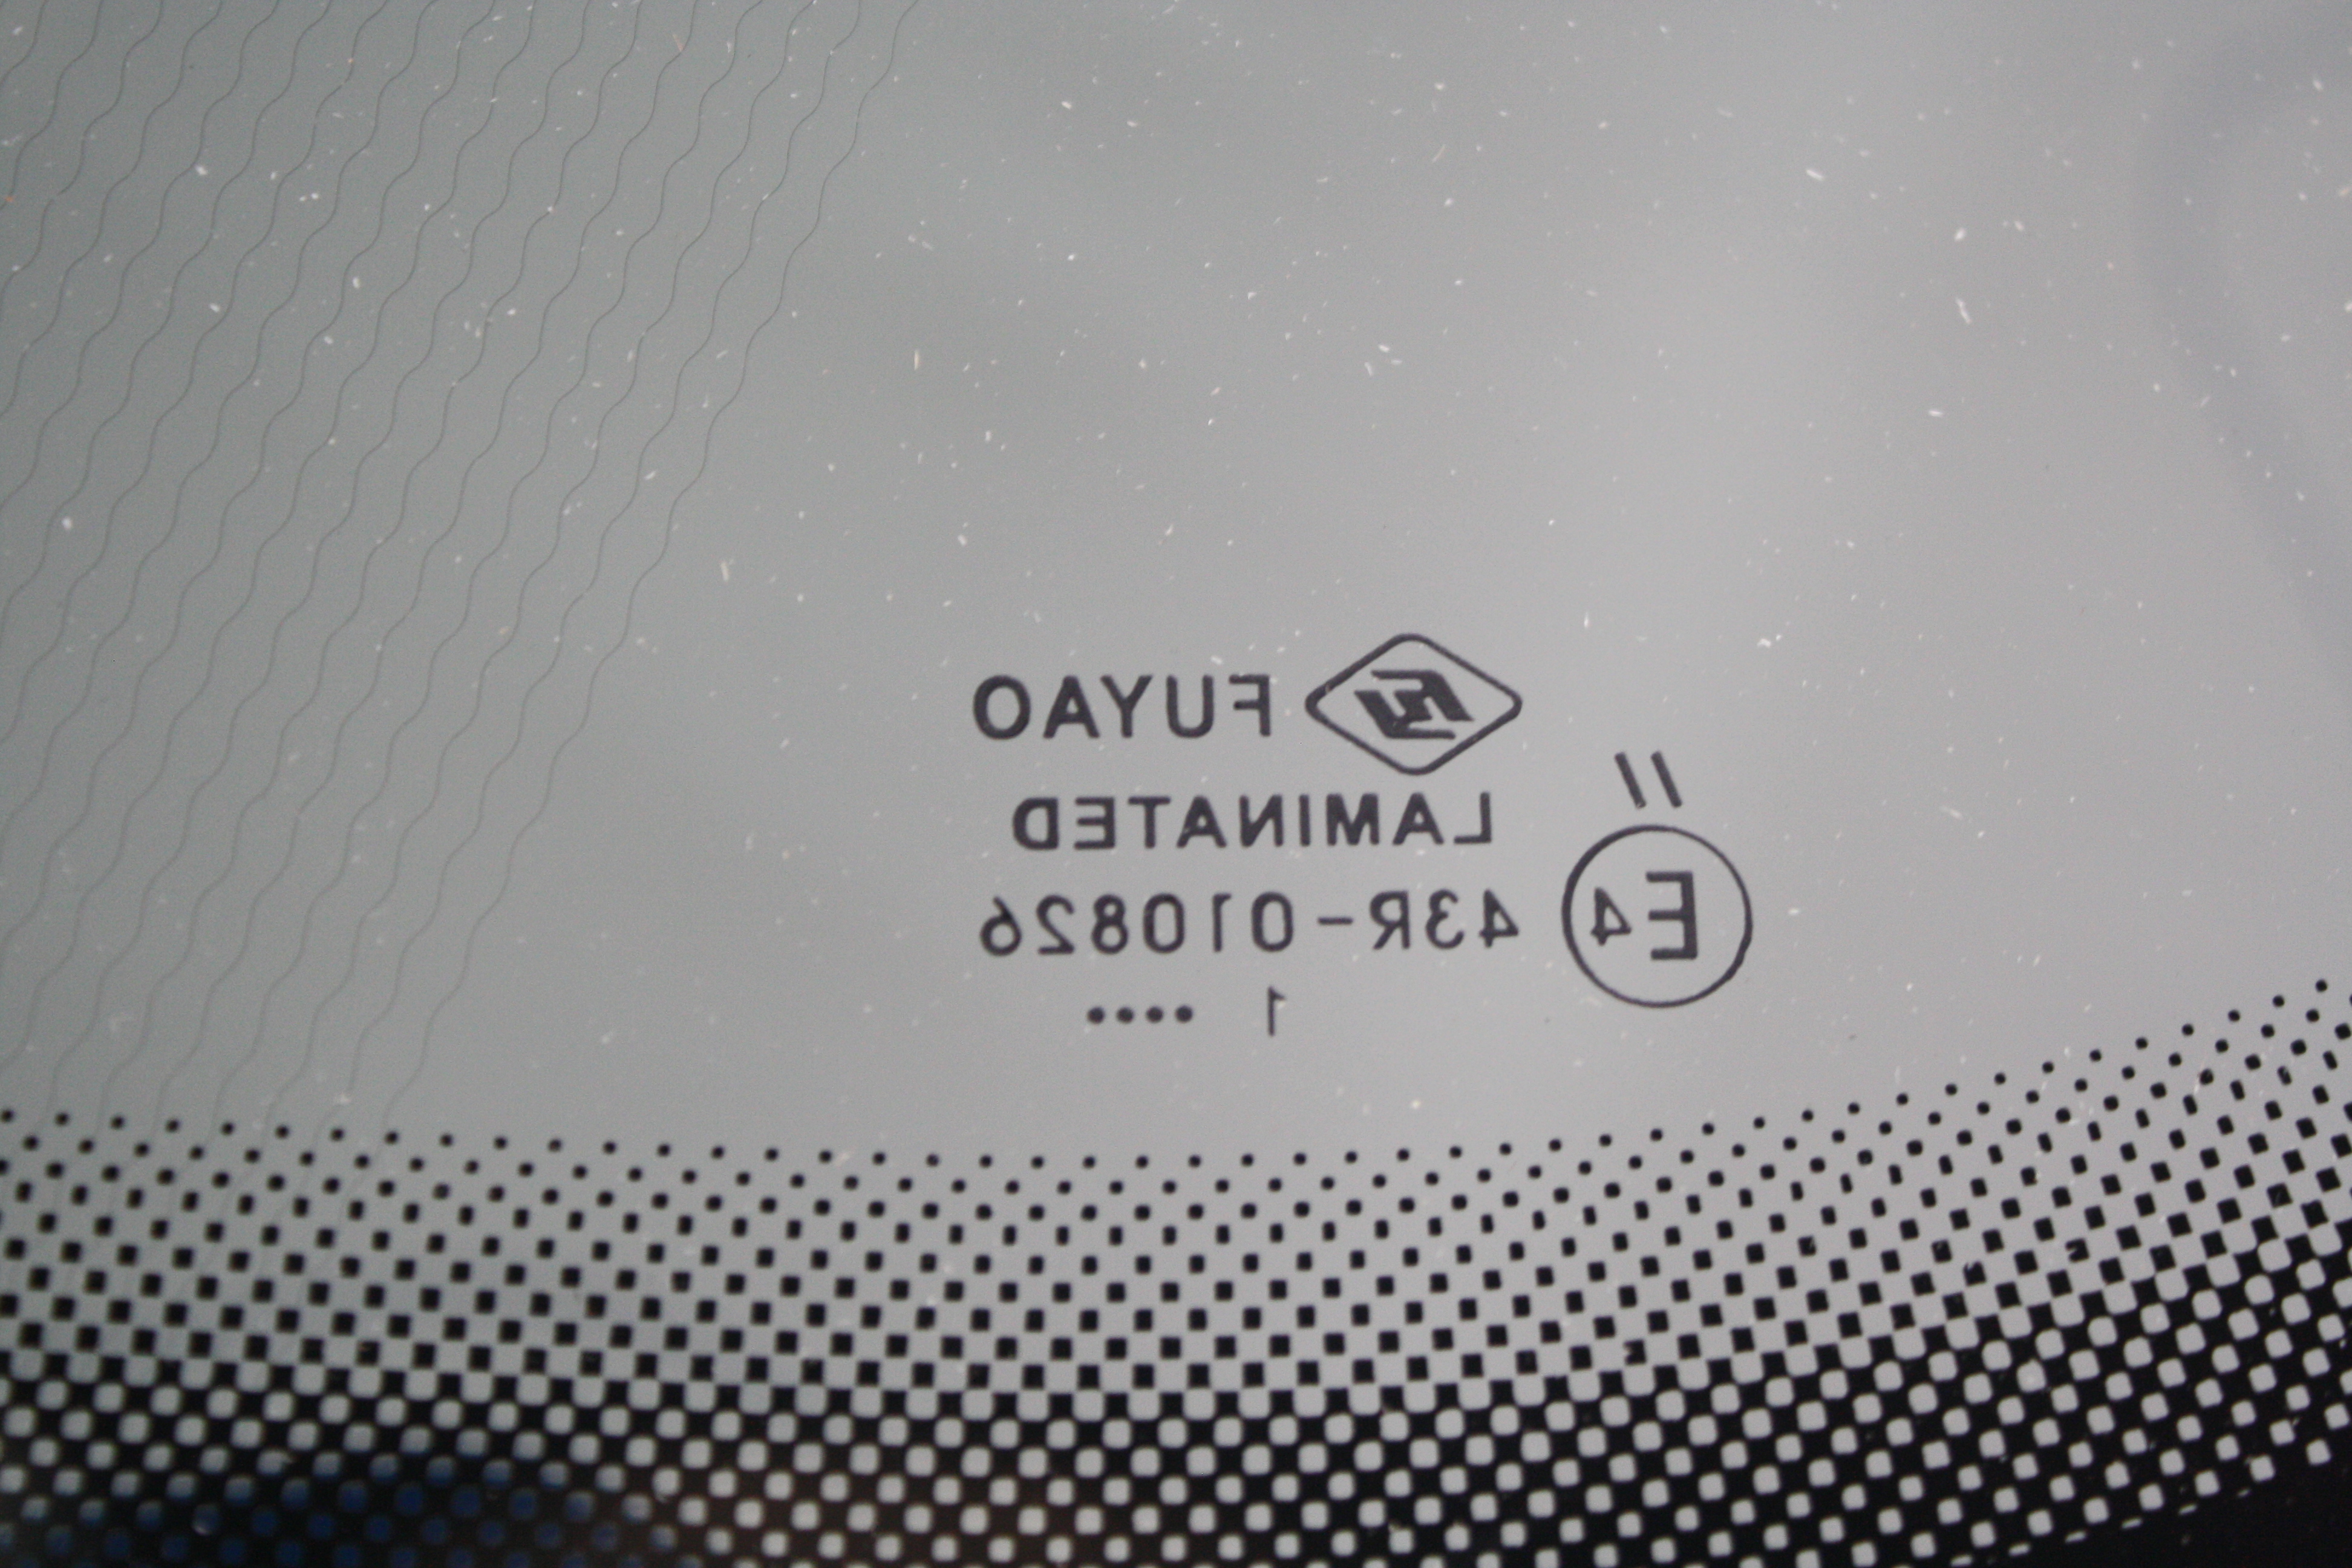 FUYAO
LAMINATED
//
E4
43R-010826
1 ••••